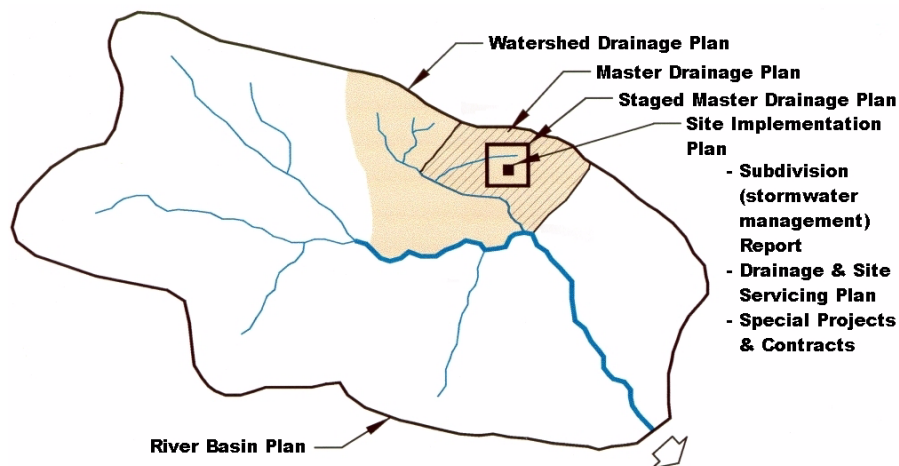 Watershed Drainage Plan
Master Drainage Plan
Staged Master Drainage Plan
Site Implementation
Plan
- Subdivision
(stormwater
management)
Report
- Drainage & Site
Servicing Plan
- Special Projects
& Contracts
River Basin Plan